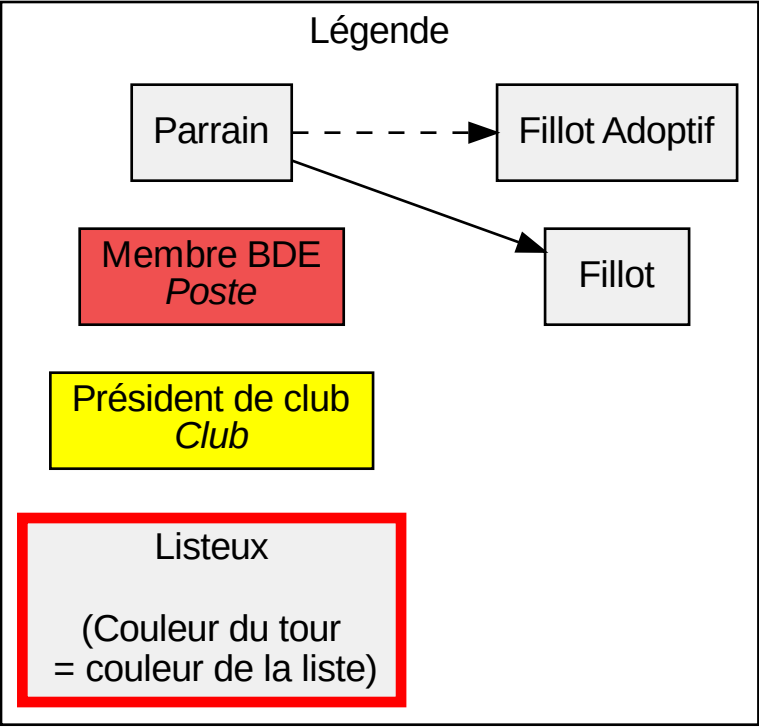 Légende
Parrain
Fillot Adoptif
Membre BDE
Poste
Fillot
Président de club
Club
Listeux
(Couleur du tour
= couleur de la liste)